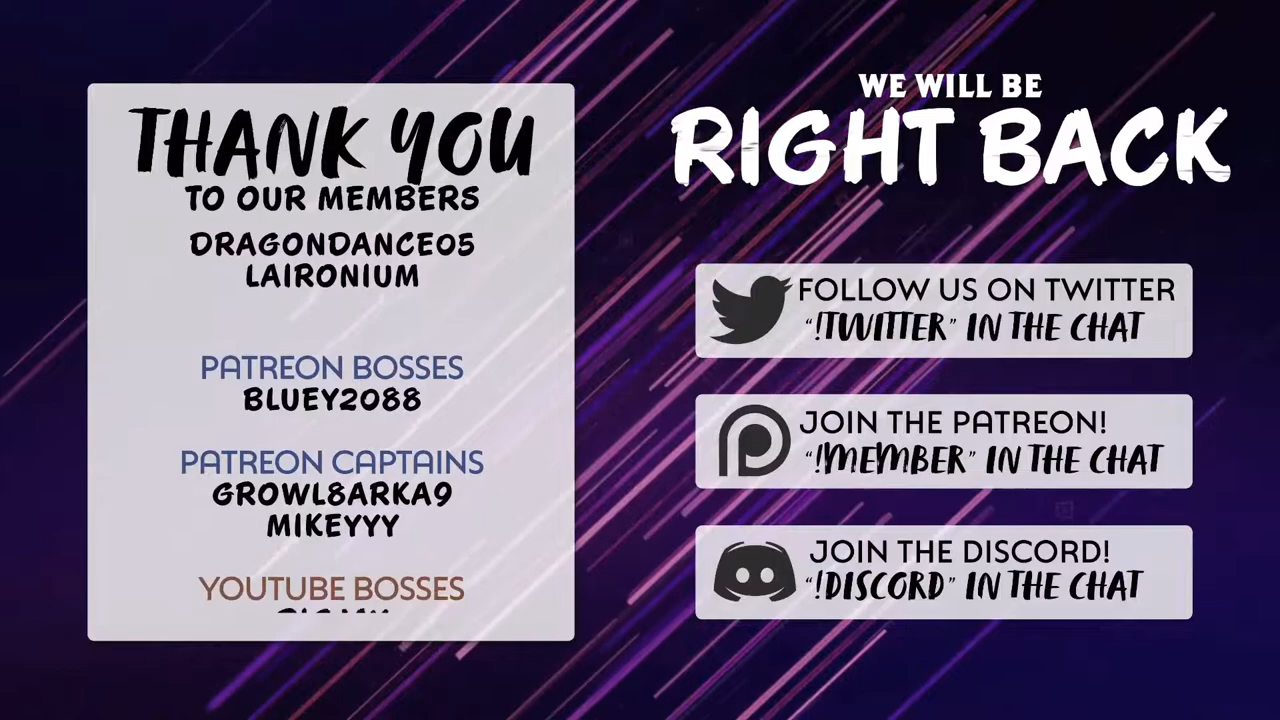 THANK YOU
TO OUR MEMBERS
DRAGONDANCE05
LAIRONIUM
PATREON BOSSES
BLUEY2088
PATREON CAPTAINS
GROWL8ARKA9
MIKEYYY
YOUTUBE BOSSES
WE WILL BE
RIGHT BACK
FOLLOW US ON TWITTER
“!TWITTER” IN THE CHAT
JOIN THE PATREON!
“!MEMBER” IN THE CHAT
JOIN THE DISCORD!
“!DISCORD” IN THE CHAT